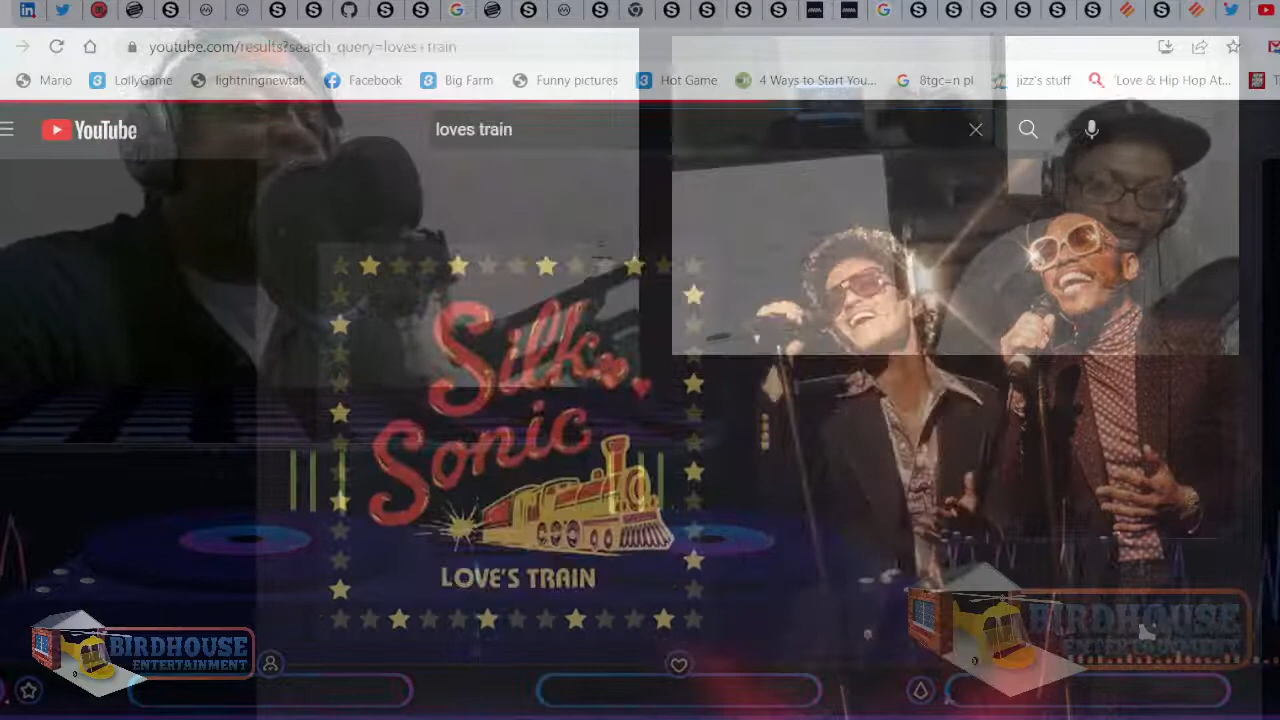 youtube.com/results?search_query=loves+train
Mario
LollyGame
lightningnewtab
Facebook
Big Farm
Funny pictures
Hot Game
4 Ways to Start You...
8tgc=n pl
jizz's stuff
'Love & Hip Hop At...
YouTube
loves train
Silk
Sonic
LOVE'S TRAIN
BIRDHOUSE
ENTERTAINMENT
BIRDHOUSE
ENTERTAINMENT